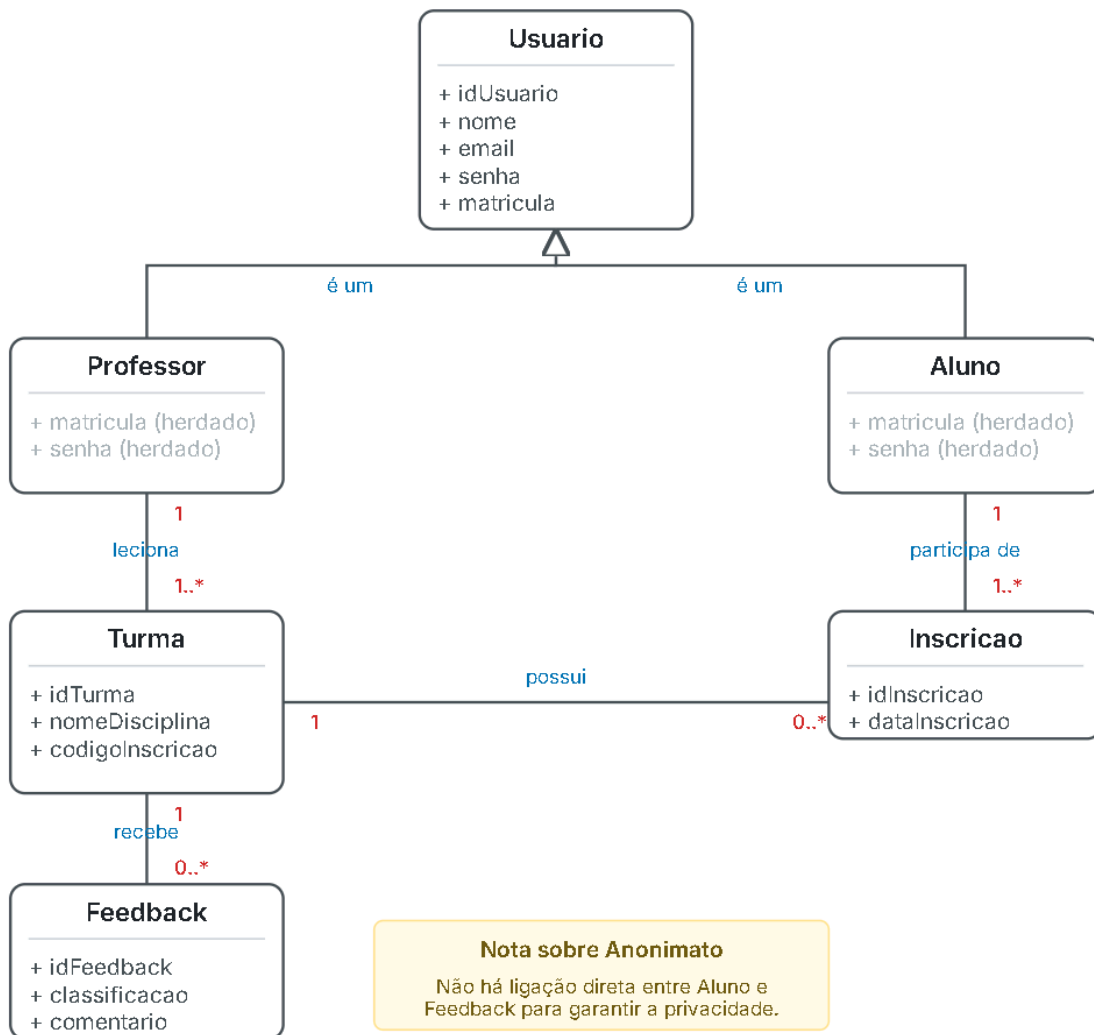 Usuario
+ idUsuario
+ nome
+ email
+ senha
+ matricula
é um
é um
Professor
+ matricula (herdado)
+ senha (herdado)
Aluno
+ matricula (herdado)
+ senha (herdado)
1
leciona
1..*
1
participa de
1..*
Turma
+ idTurma
+ nomeDisciplina
+ codigoInscricao
possui
1
0..*
Inscricao
+ idInscricao
+ dataInscricao
1
recebe
0..*
Feedback
+ idFeedback
+ classificacao
+ comentario
Nota sobre Anonimato
Não há ligação direta entre Aluno e
Feedback para garantir a privacidade.